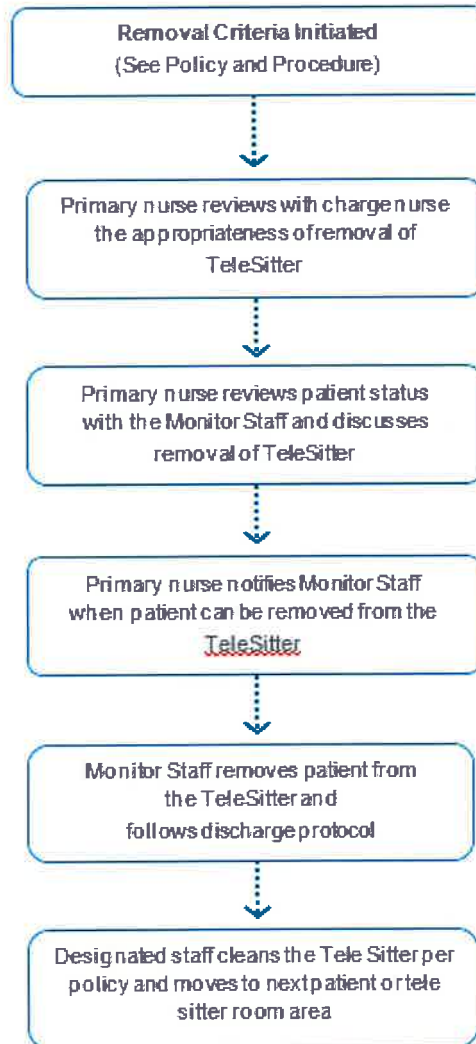 Removal Criteria Initiated
(See Policy and Procedure)
Primary nurse reviews with charge nurse
the appropriateness of removal of
TeleSitter
Primary nurse reviews patient status
with the Monitor Staff and discusses
removal of TeleSitter
Primary nurse notifies Monitor Staff
when patient can be removed from the
TeleSitter
Monitor Staff removes patient from
the TeleSitter and
follows discharge protocol
Designated staff cleans the Tele Sitter per
policy and moves to next patient or tele
sitter room area